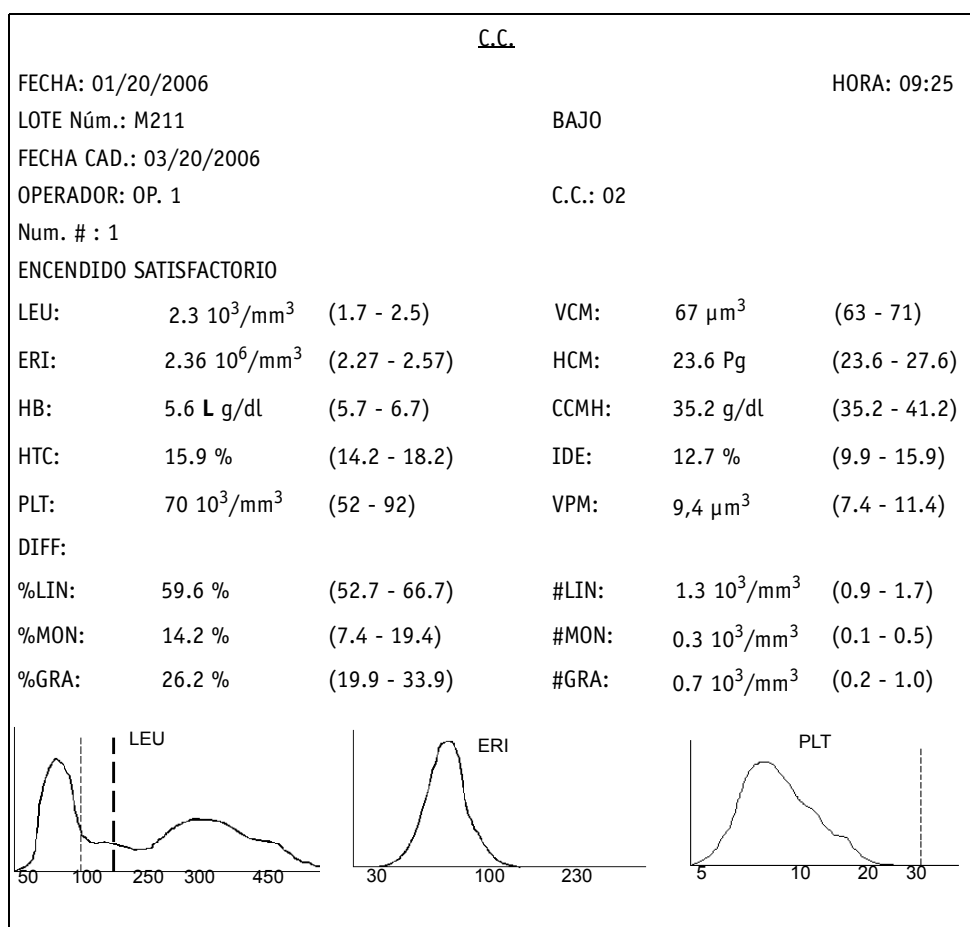 C.C.
FECHA: 01/20/2006 HORA: 09:25
LOTE Núm.: M211 BAJO
FECHA CAD.: 03/20/2006
OPERADOR: OP. 1 C.C.: 02
Num. # : 1
ENCENDIDO SATISFACTORIO
LEU: 2.3 10³/mm³ (1.7 - 2.5) VCM: 67 µm³ (63 - 71)
ERI: 2.36 10⁶/mm³ (2.27 - 2.57) HCM: 23.6 Pg (23.6 - 27.6)
HB: 5.6 L g/dl (5.7 - 6.7) CCMH: 35.2 g/dl (35.2 - 41.2)
HTC: 15.9 % (14.2 - 18.2) IDE: 12.7 % (9.9 - 15.9)
PLT: 70 10³/mm³ (52 - 92) VPM: 9,4 µm³ (7.4 - 11.4)
DIFF:
%LIN: 59.6 % (52.7 - 66.7) #LIN: 1.3 10³/mm³ (0.9 - 1.7)
%MON: 14.2 % (7.4 - 19.4) #MON: 0.3 10³/mm³ (0.1 - 0.5)
%GRA: 26.2 % (19.9 - 33.9) #GRA: 0.7 10³/mm³ (0.2 - 1.0)
LEU ERI PLT
50 100 250 300 450 30 100 230 5 10 20 30